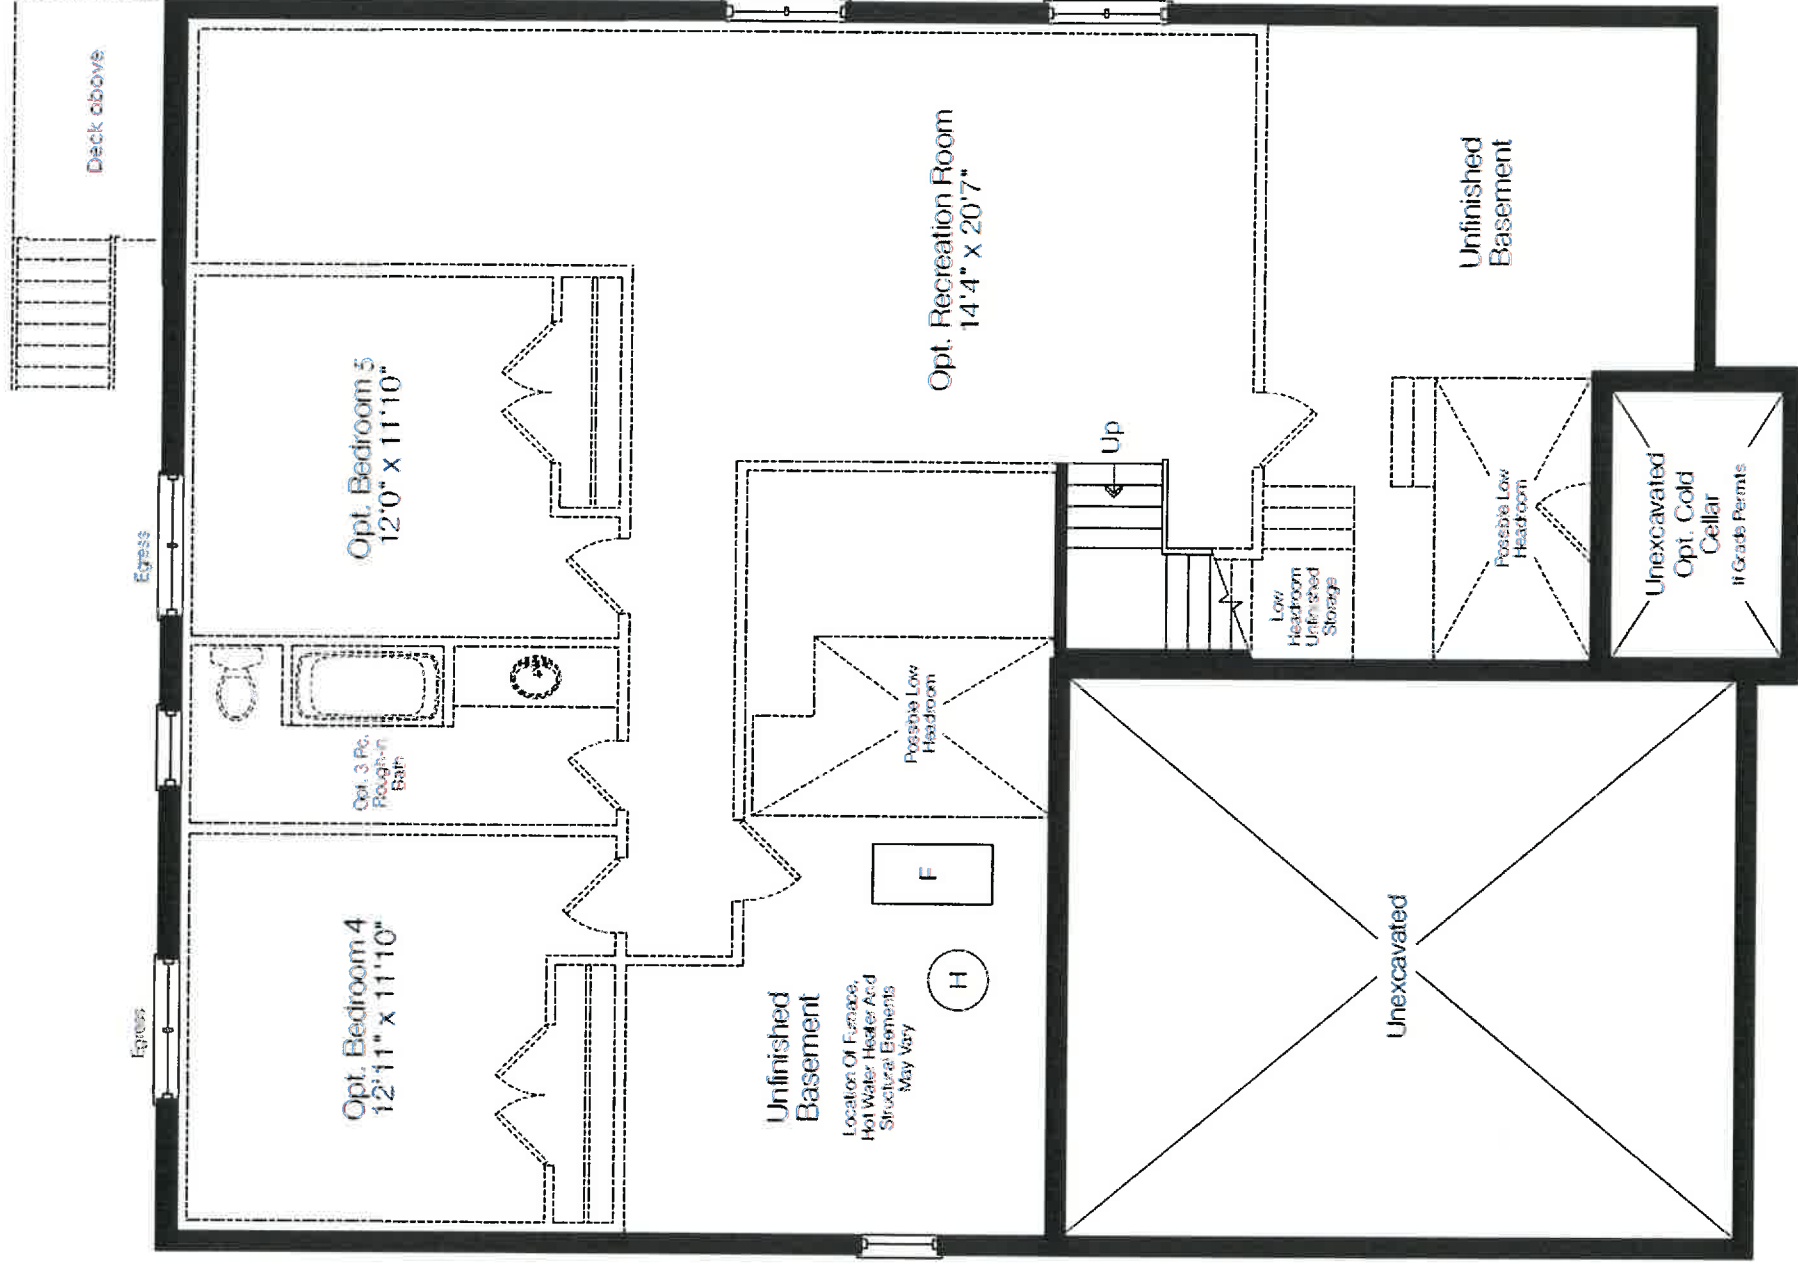 Deck above
Egress
Egress
Opt. Bedroom 5
12'0" x 11'10"
Opt. 3 Pc.
Rough-in
Bath
Opt. Bedroom 4
12'11" x 11'10"
Opt. Recreation Room
14'4" x 20'7"
Up
Possible Low
Headroom
F
H
Unfinished
Basement
Location Of Furnace,
Hot Water Heater And
Structural Elements
May Vary
Unfinished
Basement
Low
Headroom
Unfinished
Storage
Possible Low
Headroom
Unexcavated
Opt. Cold
Cellar
If Grade Permits
Unexcavated